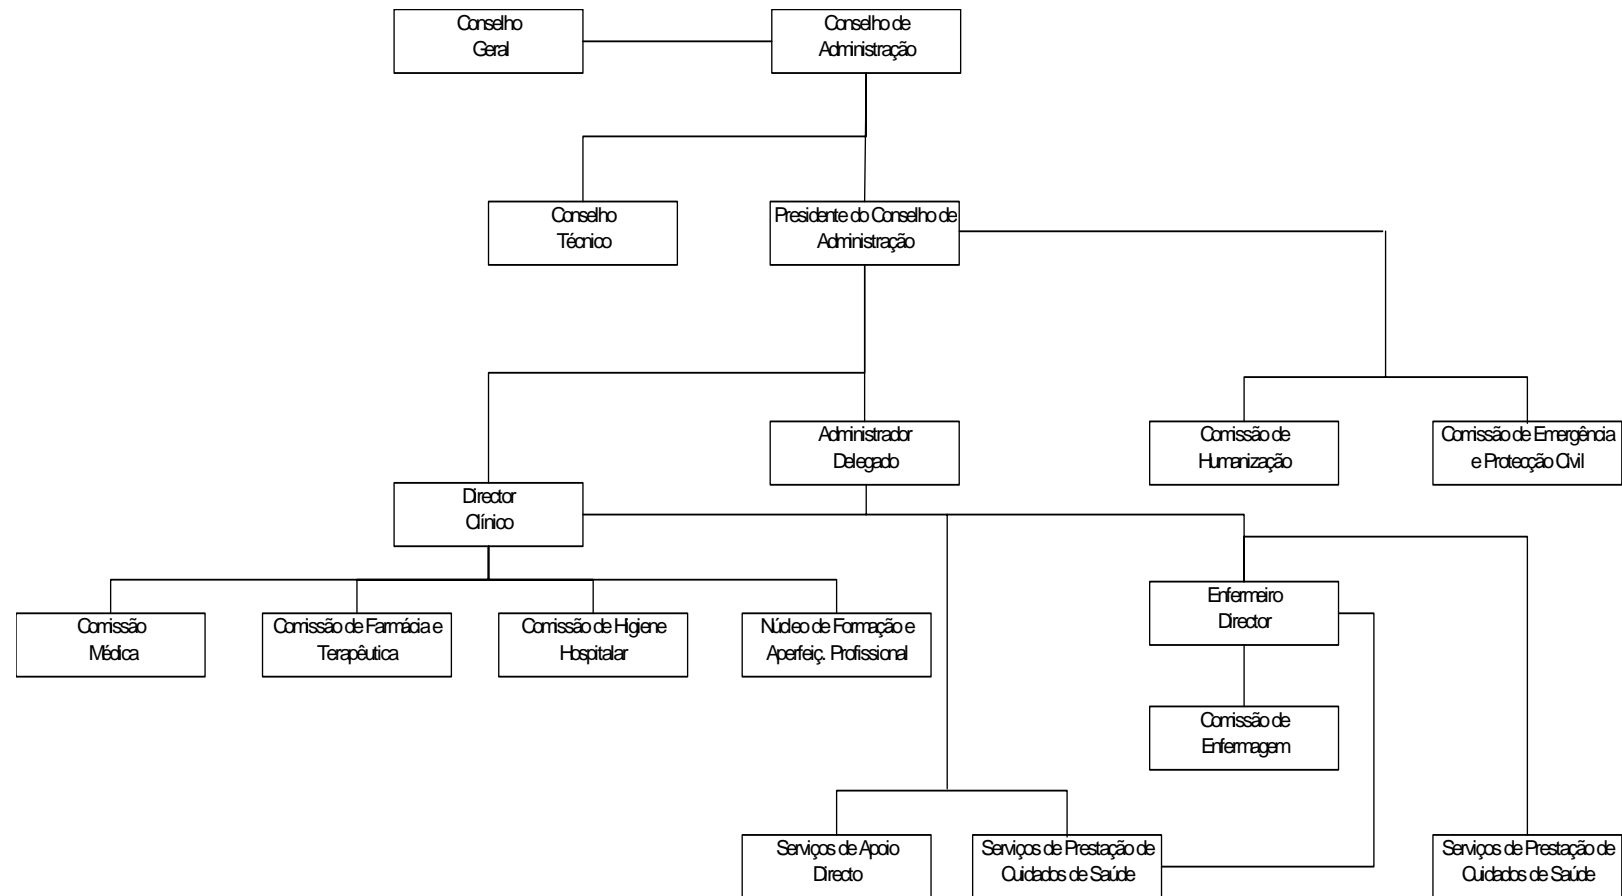 Conselho
Geral
Conselho de
Administração
Conselho
Técnico
Presidente do Conselho de
Administração
Administrador
Delegado
Comissão de
Humanização
Comissão de Emergência
e Protecção Civil
Director
Clínico
Comissão
Médica
Comissão de Farmácia e
Terapêutica
Comissão de Higiene
Hospitalar
Núcleo de Formação e
Aperfeiç. Profissional
Enfermeiro
Director
Comissão de
Enfermagem
Serviços de Apoio
Directo
Serviços de Prestação de
Cuidados de Saúde
Serviços de Prestação de
Cuidados de Saúde